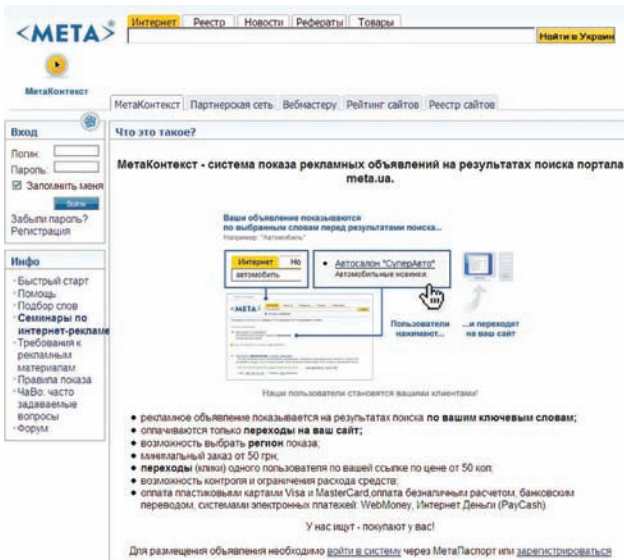 <МЕТА>
Интернет Реестр Новости Рефераты Товары
Найти в Украин
МетаКонтекст
МетаКонтекст Партнерская сеть Вебмастеру Рейтинг сайтов Реестр сайтов
Вход
Логин:
Пароль:
Запомнить меня
Войти
Забыли пароль?
Регистрация
Инфо
Быстрый старт
Помощь
Подбор слов
Семинары по
интернет-рекламе
Требования к
рекламным
материалам
Правила показа
ЧаВо: часто
задаваемые
вопросы
Форум
Что это такое?
МетаКонтекст - система показа рекламных объявлений на результатах поиска портала
meta.ua.
Ваши объявление показываются
по выбранным словам перед результатами поиска...
Например: "Автомобиль"
Интернет Но
автомобиль
Автосалон "СуперАвто"
Автомобильные новинки.
<МЕТА>
Пользователи
нажимают...
...и переходят
на ваш сайт
Наши пользователи становятся вашими клиентами!
• рекламное объявление показывается на результатах поиска по вашим ключевым словам;
• оплачиваются только переходы на ваш сайт;
• возможность выбрать регион показа;
• минимальный заказ от 50 грн;
• переходы (клики) одного пользователя по вашей ссылке по цене от 50 коп;
• возможность контроля и ограничения расхода средств;
• оплата пластиковыми картами Visa и MasterCard,оплата безналичным расчетом, банковским
переводом, системами электронных платежей: WebMoney, Интернет Деньги (PayCash).
У нас ищут - покупают у вас!
Для размещения объявления необходимо войти в систему через МетаПаспорт или зарегистрироваться